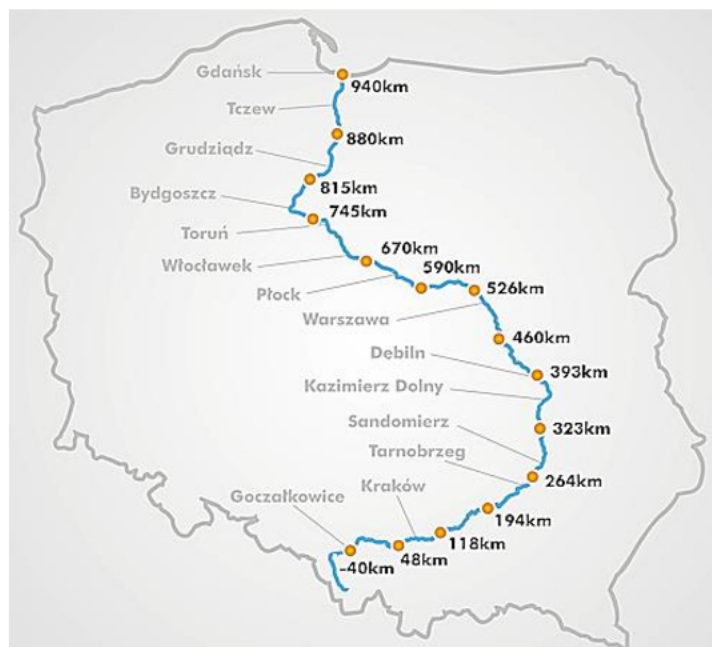 Gdańsk
940km
Tczew
880km
Grudziądz
815km
Bydgoszcz
745km
Toruń
670km
Włocławek
590km
Płock
526km
Warszawa
460km
Debiln
393km
Kazimierz Dolny
323km
Sandomierz
Tarnobrzeg
264km
Kraków
Goczałkowice
194km
118km
48km
-40km